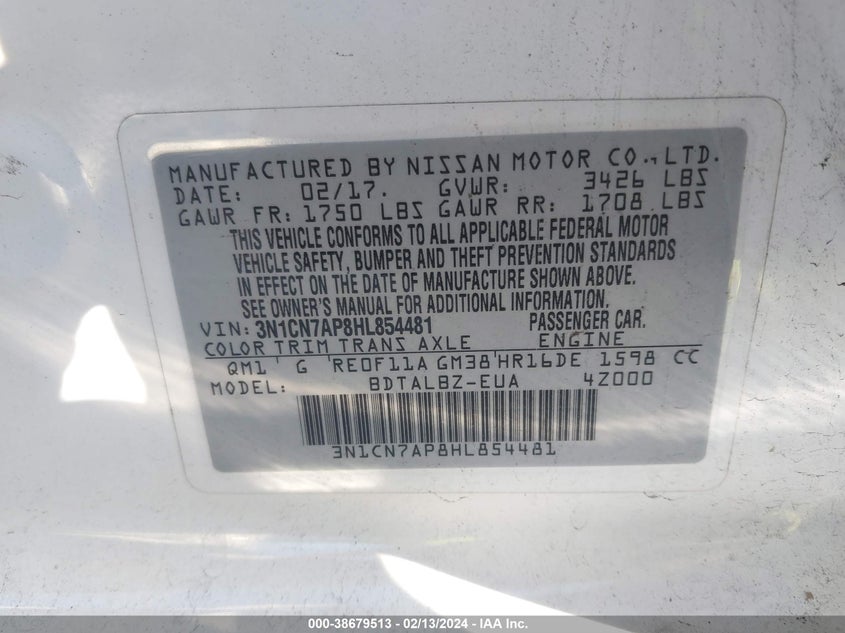 MANUFACTURED BY NISSAN MOTOR CO., LTD.
DATE: 02/17. GVWR: 3426 LBS
GAWR FR: 1750 LBS GAWR RR: 1708 LBS
THIS VEHICLE CONFORMS TO ALL APPLICABLE FEDERAL MOTOR
VEHICLE SAFETY, BUMPER AND THEFT PREVENTION STANDARDS
IN EFFECT ON THE DATE OF MANUFACTURE SHOWN ABOVE.
SEE OWNER'S MANUAL FOR ADDITIONAL INFORMATION.
VIN: 3N1CN7AP8HL854481 PASSENGER CAR.
COLOR TRIM TRANS AXLE ENGINE
QM1 ' G 'RE0F11A GM38'HR16DE 1598 CC
MODEL: BDTALBZ-EUA 4Z000
3N1CN7AP8HL854481
000-38679513 - 02/13/2024 - IAA Inc.